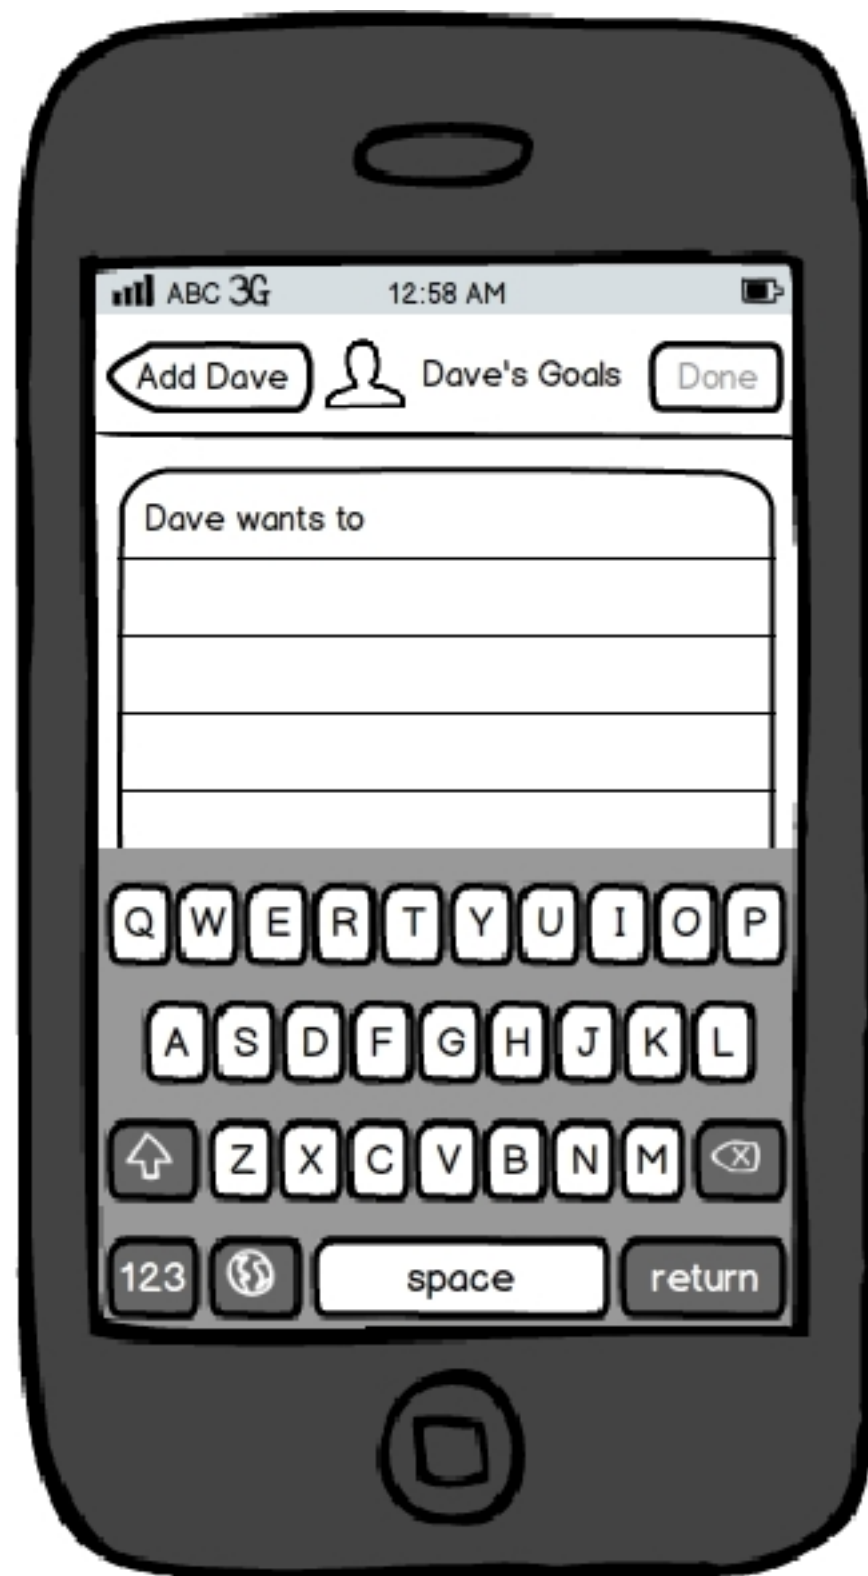 ABC 3G 12:58 AM
Add Dave Dave's Goals Done
Dave wants to
Q W E R T Y U I O P
A S D F G H J K L
Z X C V B N M
123 space return